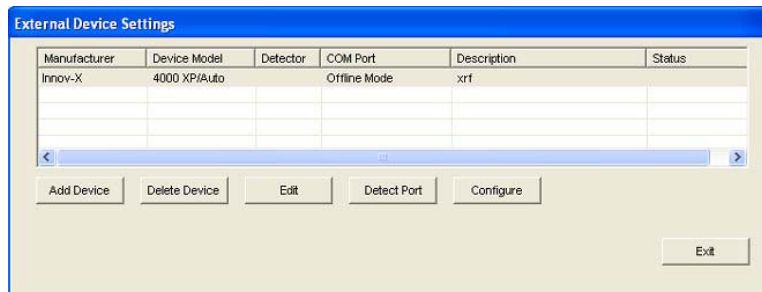 External Device Settings
Manufacturer Device Model Detector COM Port Description Status
Innov-X 4000 XP/Auto Offline Mode xrf
Add Device Delete Device Edit Detect Port Configure
Exit